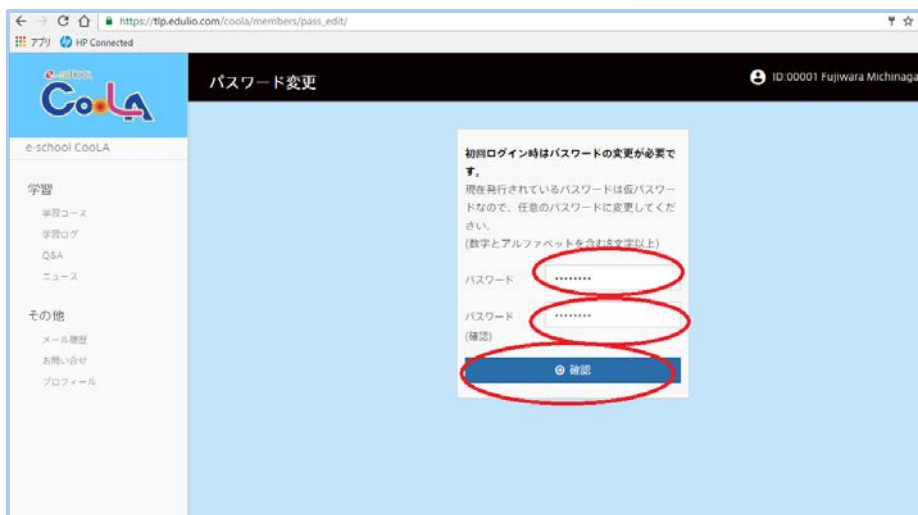 https://tlp.edulio.com/coola/members/pass_edit/
アプリ HP Connected
e-school
CooLA
パスワード変更
ID:00001 Fujiwara Michinaga
e-school CooLA
学習
学習コース
学習ログ
Q&A
ニュース
その他
メール履歴
お問い合せ
プロフィール
初回ログイン時はパスワードの変更が必要で
す。
現在発行されているパスワードは仮パスワー
ドなので、任意のパスワードに変更してくだ
さい。
(数字とアルファベットを含む8文字以上)
パスワード ········
パスワード ········
(確認)
確認